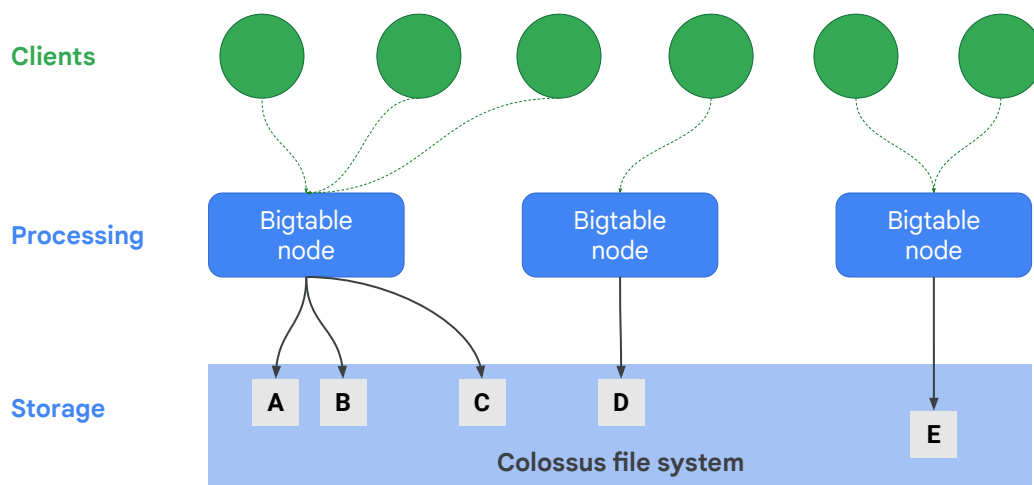 Clients
Processing
Bigtable
node
Bigtable
node
Bigtable
node
Storage
A
B
C
D
E
Colossus file system